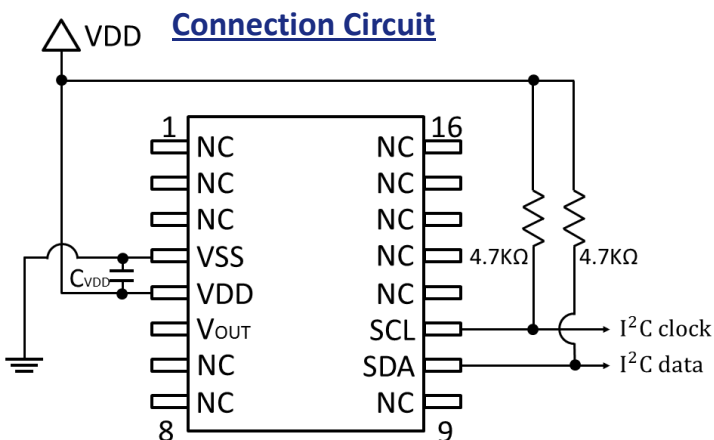 VDD
Connection Circuit
1
16
NC
NC
NC
NC
NC
NC
VSS
NC
4.7KΩ
4.7KΩ
CVDD
VDD
NC
VOUT
SCL
I²C clock
NC
SDA
I²C data
NC
NC
8
9